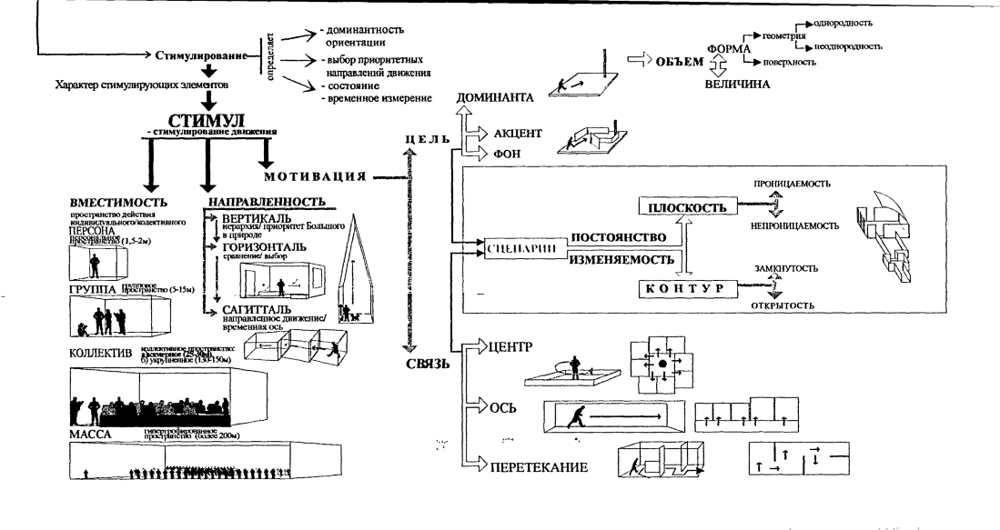 Стимулирование
определяет
- доминантность
ориентации
- выбор приоритетных
направлений движения
- состояние
- временное измерение
Характер стимулирующих элементов
СТИМУЛ
- стимулирование движения
МОТИВАЦИЯ
ВМЕСТИМОСТЬ
пространство действия
индивидуального/колективного
ПЕРСОНА
персональное
пространство (1,5-2м)
ГРУППА
групповое
пространство (5-15м)
КОЛЛЕКТИВ
коллективное пространство:
а) камерное (25-30м)
б) укрупненное (130-150м)
МАССА
гипертрофированное
пространство (более 200м)
НАПРАВЛЕННОСТЬ
ВЕРТИКАЛЬ
иерархия/ приоритет Большого
в природе
ГОРИЗОНТАЛЬ
сравнение/ выбор
САГИТТАЛЬ
направленное движение/
временная ось
ЦЕЛЬ
СВЯЗЬ
ДОМИНАНТА
АКЦЕНТ
ФОН
ОБЪЕМ
ФОРМА
ВЕЛИЧИНА
геометрия
поверхность
однородность
неоднородность
СЦЕНАРИИ
ПОСТОЯНСТВО
ИЗМЕНЯЕМОСТЬ
ПЛОСКОСТЬ
ПРОНИЦАЕМОСТЬ
НЕПРОНИЦАЕМОСТЬ
КОНТУР
ЗАМКНУТОСТЬ
ОТКРЫТОСТЬ
ЦЕНТР
ОСЬ
ПЕРЕТЕКАНИЕ